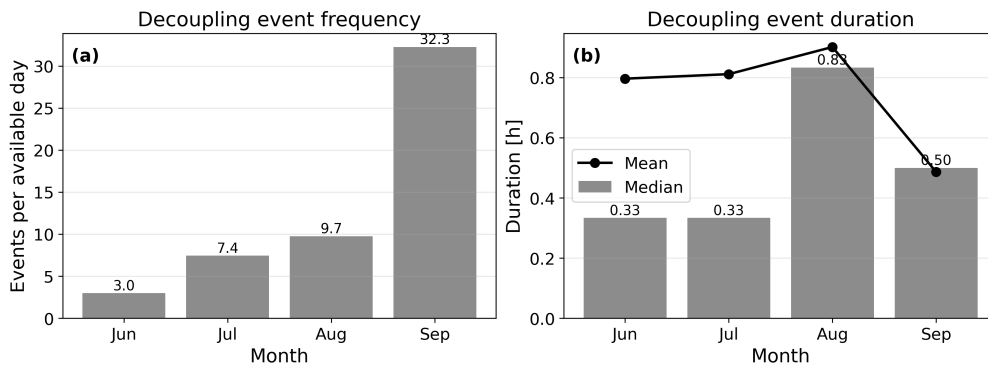 Decoupling event frequency
(a)
32.3
9.7
7.4
3.0
30
25
20
15
10
5
0
Events per available day
Jun Jul Aug Sep
Month
Decoupling event duration
(b)
0.83
0.50
0.33
0.33
Mean
Median
0.8
0.6
0.4
0.2
0.0
Duration [h]
Jun Jul Aug Sep
Month